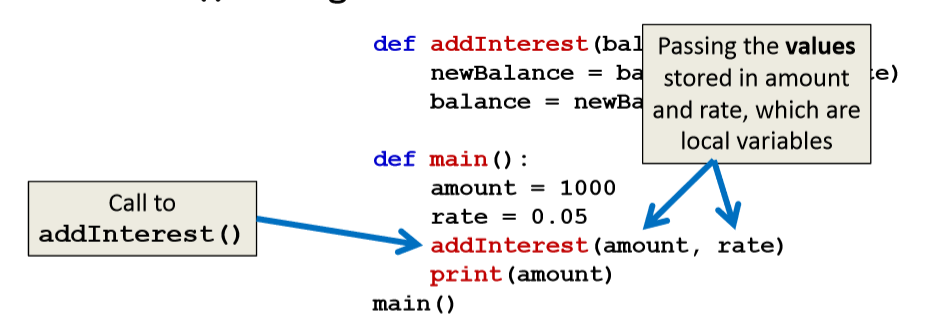 def addInterest(bal
newBalance = ba e)
balance = newBa
Passing the values
stored in amount
and rate, which are
local variables
def main():
amount = 1000
rate = 0.05
addInterest(amount, rate)
print(amount)
main()
Call to
addInterest()